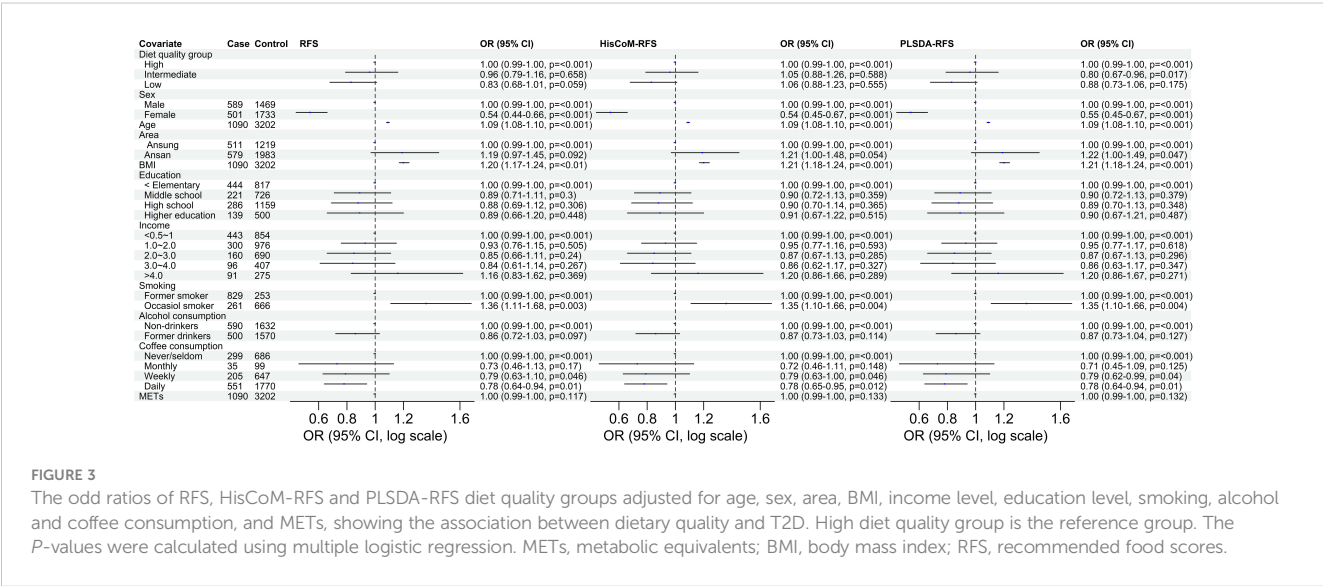 Covariate Case Control RFS OR (95% CI) HisCoM-RFS OR (95% CI) PLSDA-RFS OR (95% CI)
Diet quality group
High 1.00 (0.99-1.00, p=<0.001) 1.00 (0.99-1.00, p=<0.001) 1.00 (0.99-1.00, p=<0.001)
Intermediate 0.96 (0.79-1.16, p=0.658) 1.05 (0.88-1.26, p=0.588) 0.80 (0.67-0.96, p=0.017)
Low 0.83 (0.68-1.01, p=0.059) 1.06 (0.88-1.23, p=0.555) 0.88 (0.73-1.06, p=0.175)
Sex
Male 589 1469 1.00 (0.99-1.00, p=<0.001) 1.00 (0.99-1.00, p=<0.001) 1.00 (0.99-1.00, p=<0.001)
Female 501 1733 0.54 (0.44-0.66, p=<0.001) 0.54 (0.45-0.67, p=<0.001) 0.55 (0.45-0.67, p=<0.001)
Age 1090 3202 1.09 (1.08-1.10, p=<0.001) 1.09 (1.08-1.10, p=<0.001) 1.09 (1.08-1.10, p=<0.001)
Area
Ansung 511 1219 1.00 (0.99-1.00, p=<0.001) 1.00 (0.99-1.00, p=<0.001) 1.00 (0.99-1.00, p=<0.001)
Ansan 579 1983 1.19 (0.97-1.45, p=0.092) 1.21 (1.00-1.48, p=0.054) 1.22 (1.00-1.49, p=0.047)
BMI 1090 3202 1.20 (1.17-1.24, p=<0.01) 1.21 (1.18-1.24, p=<0.001) 1.21 (1.18-1.24, p=<0.001)
Education
< Elementary 444 817 1.00 (0.99-1.00, p=<0.001) 1.00 (0.99-1.00, p=<0.001) 1.00 (0.99-1.00, p=<0.001)
Middle school 221 726 0.89 (0.71-1.11, p=0.3) 0.90 (0.72-1.13, p=0.359) 0.90 (0.72-1.13, p=0.379)
High school 286 1159 0.88 (0.69-1.12, p=0.306) 0.90 (0.70-1.14, p=0.365) 0.89 (0.70-1.13, p=0.348)
Higher education 139 500 0.89 (0.66-1.20, p=0.448) 0.91 (0.67-1.22, p=0.515) 0.90 (0.67-1.21, p=0.487)
Income
<0.5~1 443 854 1.00 (0.99-1.00, p=<0.001) 1.00 (0.99-1.00, p=<0.001) 1.00 (0.99-1.00, p=<0.001)
1.0~2.0 300 976 0.93 (0.76-1.15, p=0.505) 0.95 (0.77-1.16, p=0.593) 0.95 (0.77-1.17, p=0.618)
2.0~3.0 160 690 0.85 (0.66-1.11, p=0.24) 0.87 (0.67-1.13, p=0.285) 0.87 (0.67-1.13, p=0.296)
3.0~4.0 96 407 0.84 (0.61-1.14, p=0.267) 0.86 (0.62-1.17, p=0.327) 0.86 (0.63-1.17, p=0.347)
>4.0 91 275 1.16 (0.83-1.62, p=0.369) 1.20 (0.86-1.66, p=0.289) 1.20 (0.86-1.67, p=0.271)
Smoking
Former smoker 829 253 1.00 (0.99-1.00, p=<0.001) 1.00 (0.99-1.00, p=<0.001) 1.00 (0.99-1.00, p=<0.001)
Occasiol smoker 261 666 1.36 (1.11-1.68, p=0.003) 1.35 (1.10-1.66, p=0.004) 1.35 (1.10-1.66, p=0.004)
Alcohol consumption
Non-drinkers 590 1632 1.00 (0.99-1.00, p=<0.001) 1.00 (0.99-1.00, p=<0.001) 1.00 (0.99-1.00, p=<0.001)
Former drinkers 500 1570 0.86 (0.72-1.03, p=0.097) 0.87 (0.73-1.03, p=0.114) 0.87 (0.73-1.04, p=0.127)
Coffee consumption
Never/seldom 299 686 1.00 (0.99-1.00, p=<0.001) 1.00 (0.99-1.00, p=<0.001) 1.00 (0.99-1.00, p=<0.001)
Monthly 35 99 0.73 (0.46-1.13, p=0.17) 0.72 (0.46-1.11, p=0.148) 0.71 (0.45-1.09, p=0.125)
Weekly 205 647 0.79 (0.63-1.10, p=0.046) 0.79 (0.63-1.00, p=0.046) 0.79 (0.62-0.99, p=0.04)
Daily 551 1770 0.78 (0.64-0.94, p=0.01) 0.78 (0.65-0.95, p=0.012) 0.78 (0.64-0.94, p=0.01)
METs 1090 3202 1.00 (0.99-1.00, p=0.117) 1.00 (0.99-1.00, p=0.133) 1.00 (0.99-1.00, p=0.132)
0.6 0.8 1 1.2 1.6 0.6 0.8 1 1.2 1.6 0.6 0.8 1 1.2 1.6
OR (95% CI, log scale) OR (95% CI, log scale) OR (95% CI, log scale)
FIGURE 3
The odd ratios of RFS, HisCoM-RFS and PLSDA-RFS diet quality groups adjusted for age, sex, area, BMI, income level, education level, smoking, alcohol
and coffee consumption, and METs, showing the association between dietary quality and T2D. High diet quality group is the reference group. The
P-values were calculated using multiple logistic regression. METs, metabolic equivalents; BMI, body mass index; RFS, recommended food scores.